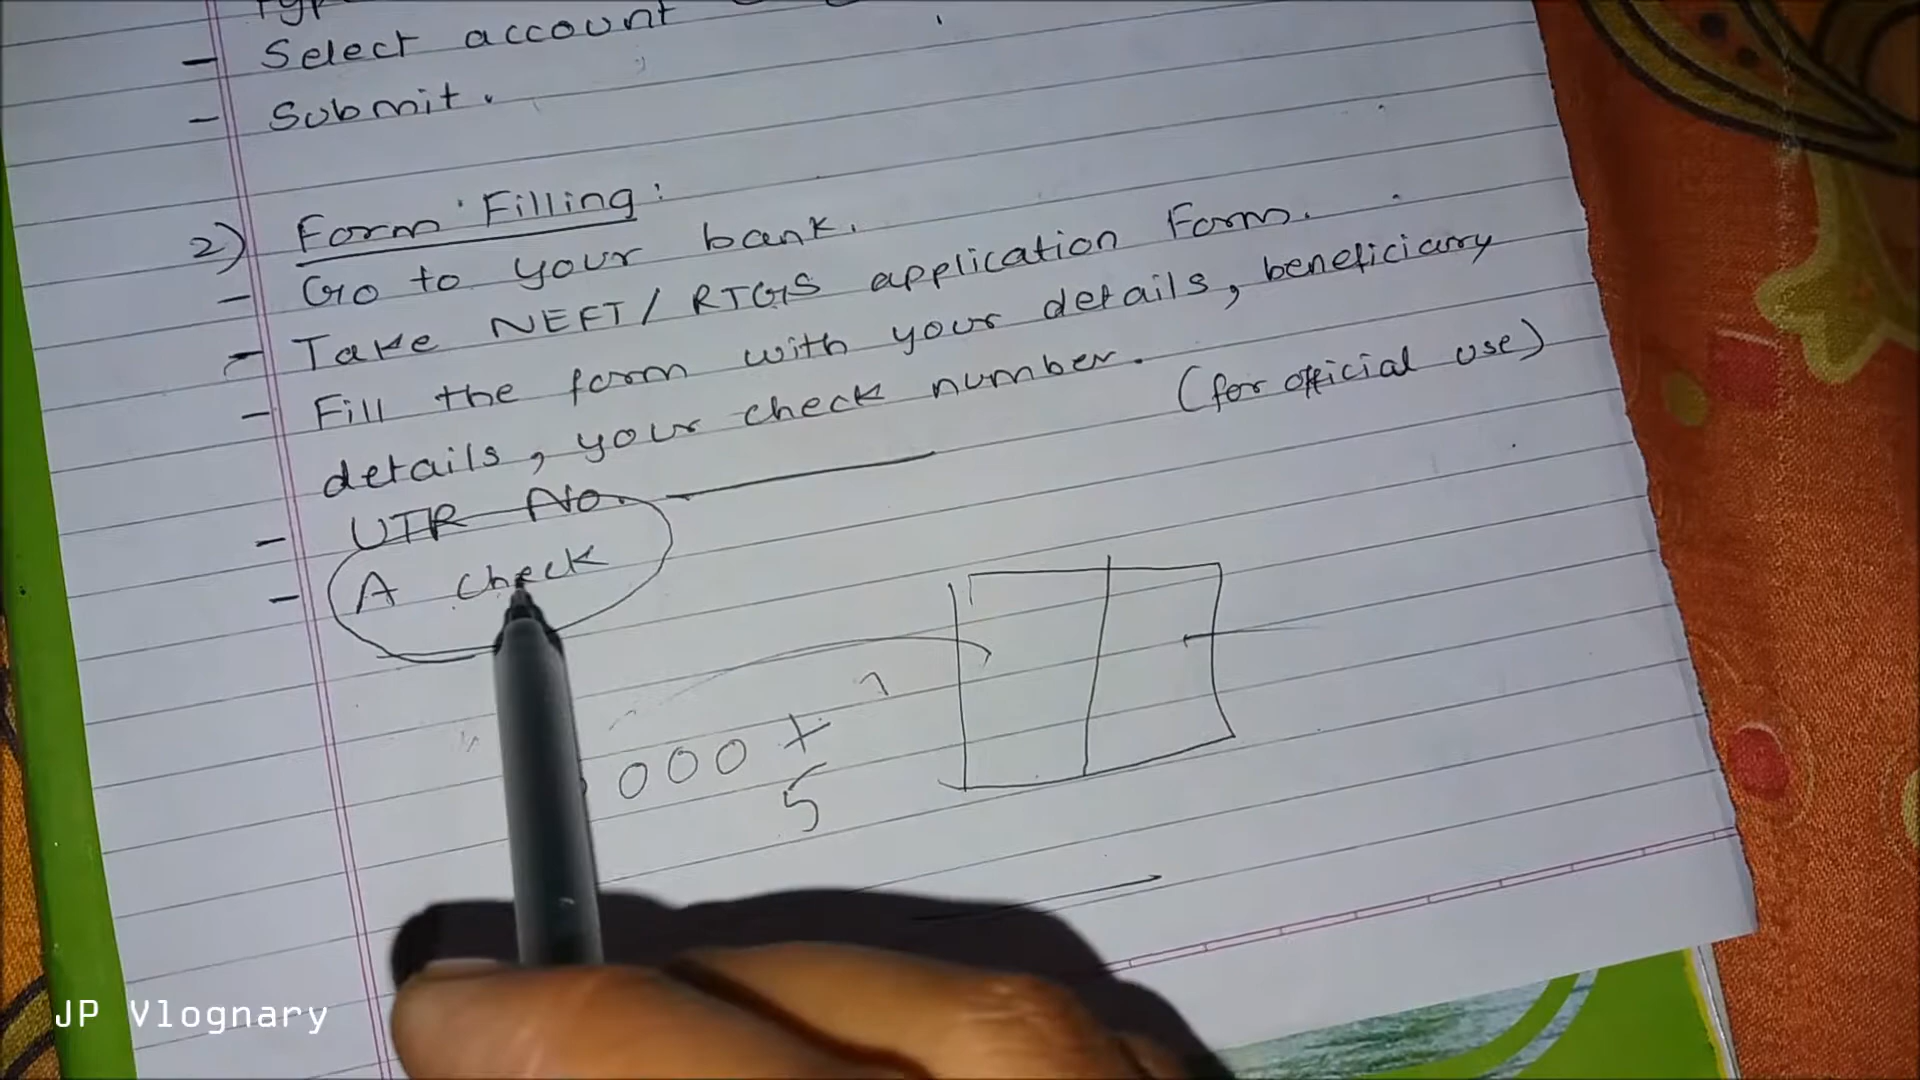 - Select account
- Submit.
2) Form Filling:
- Go to your bank.
- Take NEFT/RTGS application Form.
- Fill the form with your details, beneficiary
details, your check number.
(for official use)
- UTR No.
- A check
000 +
5
JP Vlognary